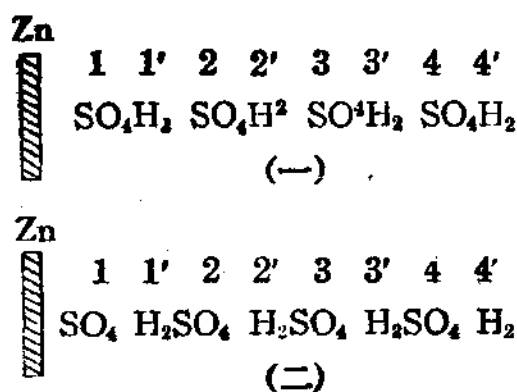 Zn
1 1′ 2 2′ 3 3′ 4 4′
SO₄H₂ SO₄H² SO⁴H₂ SO₄H₂
(一)
Zn
1 1′ 2 2′ 3 3′ 4 4′
SO₄ H₂SO₄ H₂SO₄ H₂SO₄ H₂
(二)